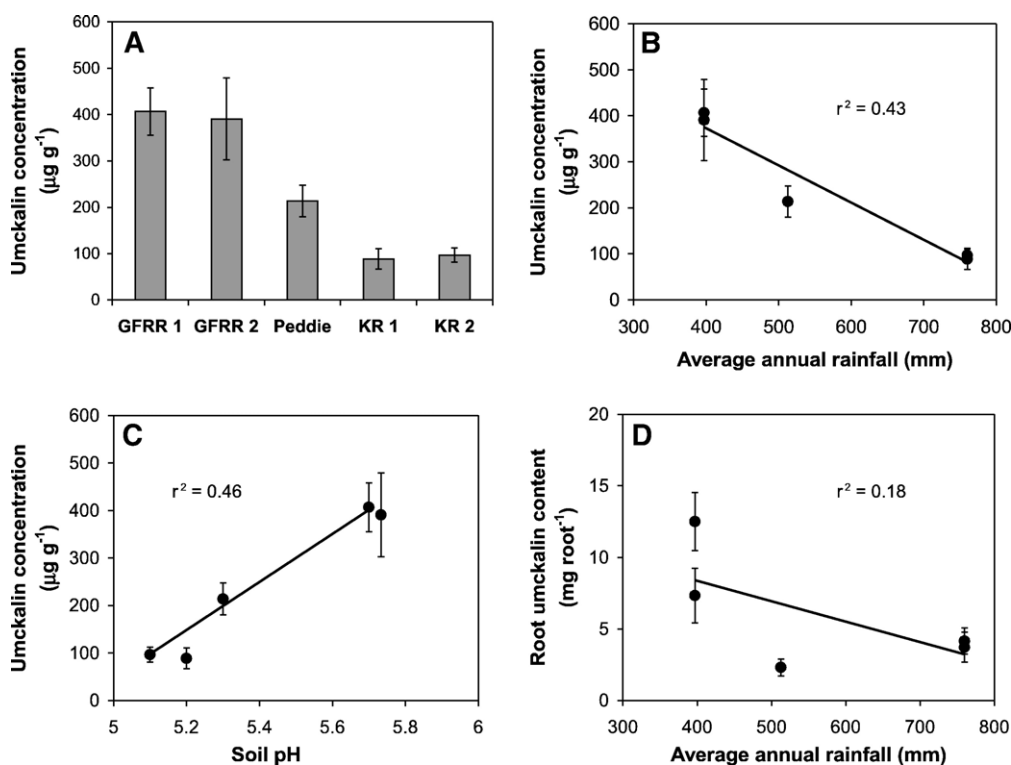 A
Umckalin concentration
(µg g⁻¹)
600
500
400
300
200
100
0
GFRR 1 GFRR 2 Peddie KR 1 KR 2
B
Umckalin concentration
(µg g⁻¹)
600
500
400
300
200
100
0
r² = 0.43
300 400 500 600 700 800
Average annual rainfall (mm)
C
Umckalin concentration
(µg g⁻¹)
600
500
400
300
200
100
0
r² = 0.46
5 5.2 5.4 5.6 5.8 6
Soil pH
D
Root umckalin content
(mg root⁻¹)
20
15
10
5
0
r² = 0.18
300 400 500 600 700 800
Average annual rainfall (mm)